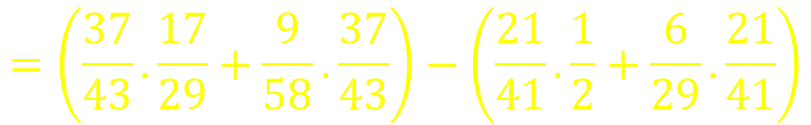 = (37/43 . 17/29 + 9/58 . 37/43) − (21/41 . 1/2 + 6/29 . 21/41)